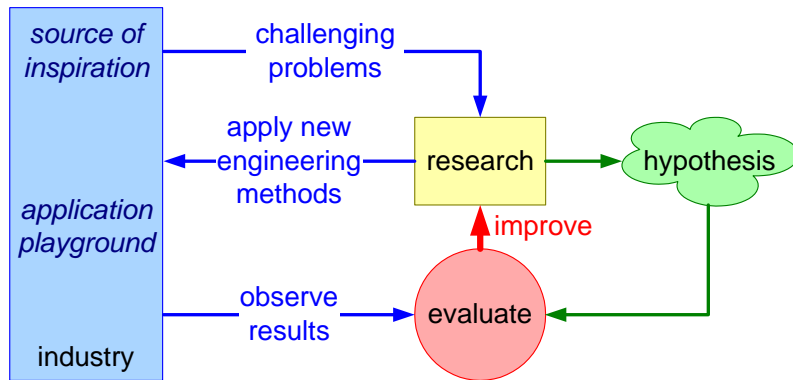 source of
inspiration
challenging
problems
apply new
engineering
methods
research
hypothesis
application
playground
improve
observe
results
evaluate
industry